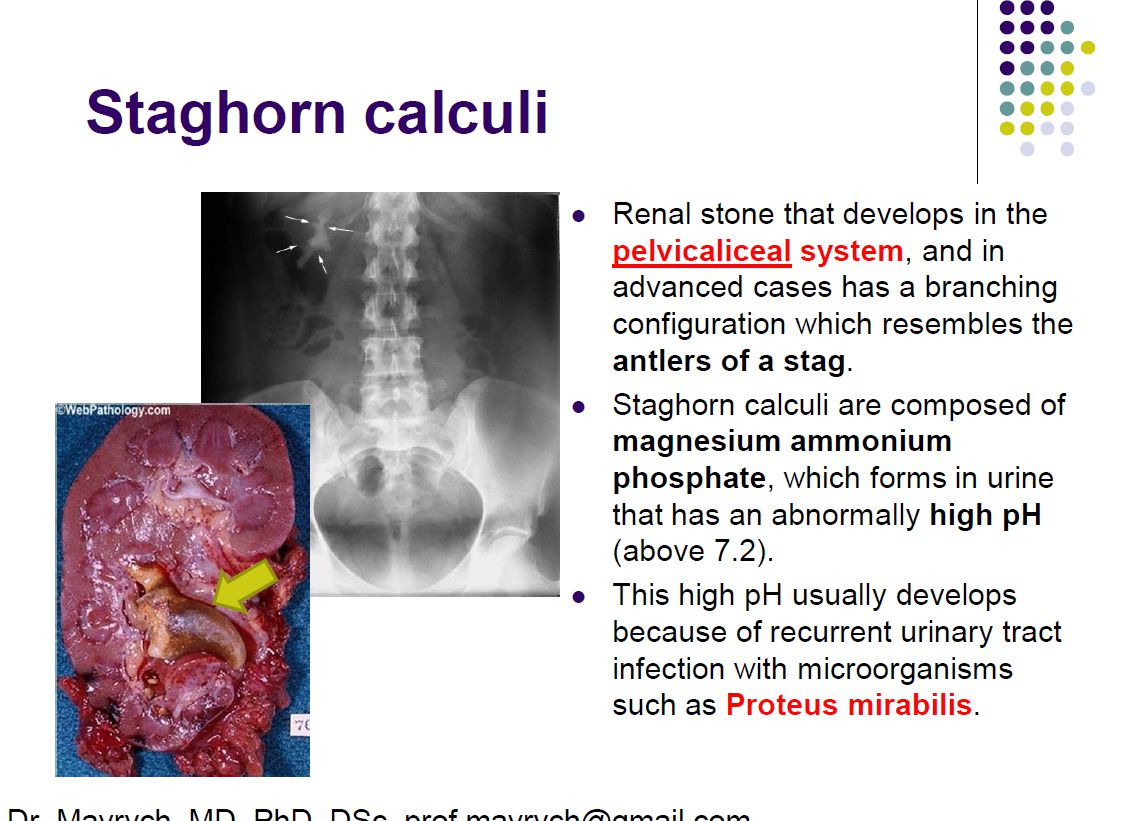 Staghorn calculi
Renal stone that develops in the
pelvicaliceal system, and in
advanced cases has a branching
configuration which resembles the
antlers of a stag.
Staghorn calculi are composed of
magnesium ammonium
phosphate, which forms in urine
that has an abnormally high pH
(above 7.2).
This high pH usually develops
because of recurrent urinary tract
infection with microorganisms
such as Proteus mirabilis.
©WebPathology.com
Dr. Mavrych, MD, PhD, DSc prof.mavrych@gmail.com